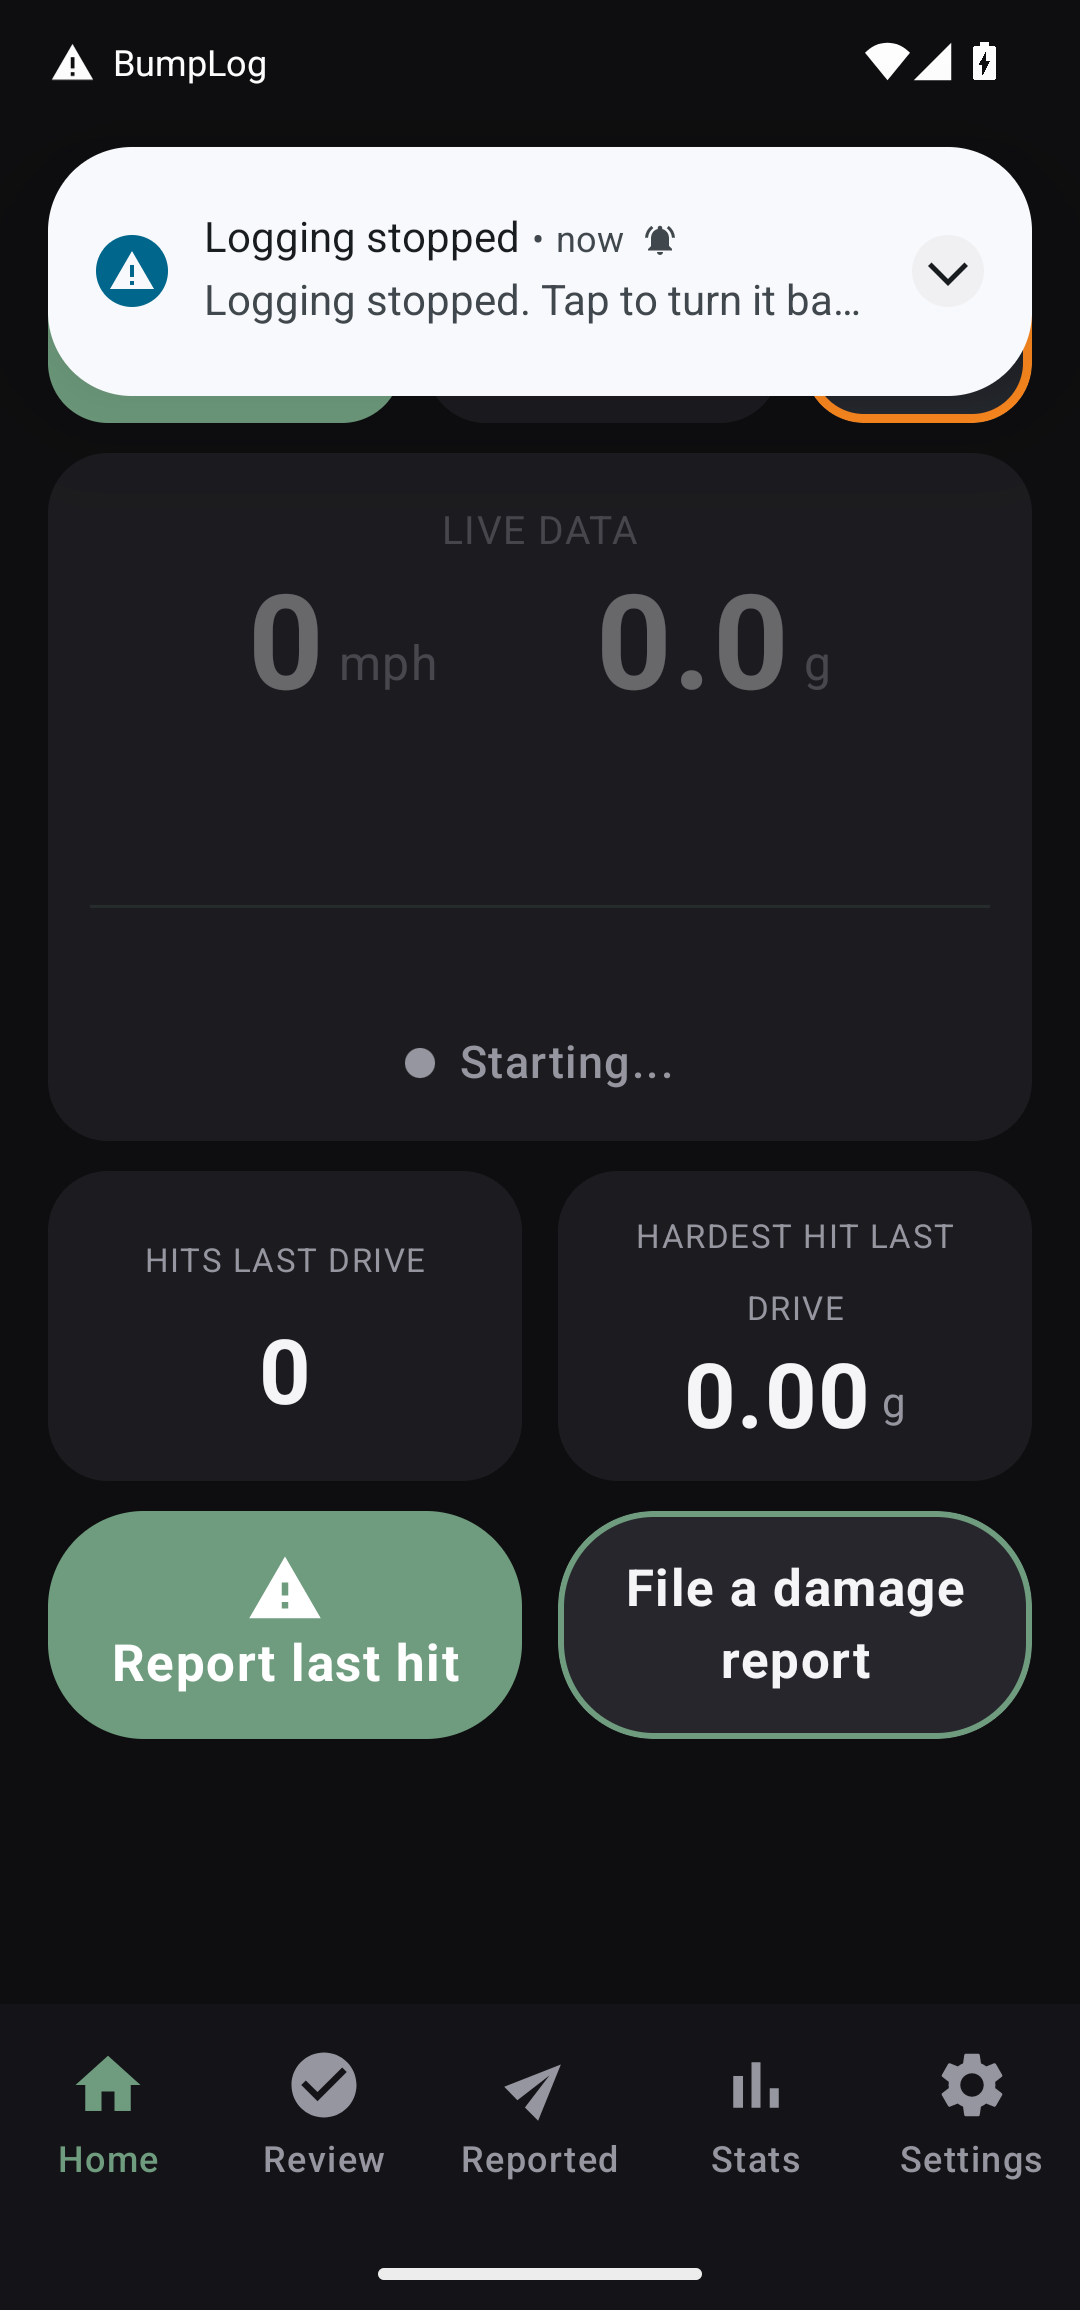 BumpLog
Logging stopped • now
Logging stopped. Tap to turn it ba…
LIVE DATA
0 mph 0.0 g
Starting...
HITS LAST DRIVE
0
HARDEST HIT LAST
DRIVE
0.00 g
Report last hit
File a damage
report
Home Review Reported Stats Settings